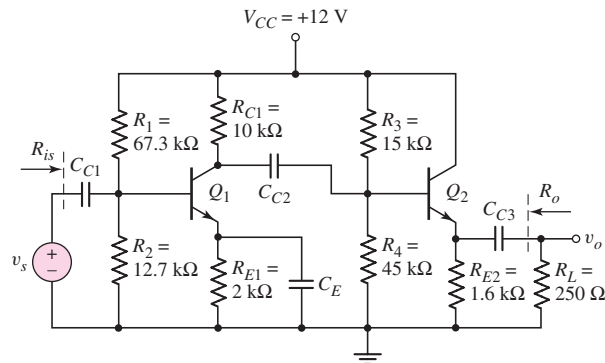 V_CC = +12 V
R_1 =
67.3 kΩ
R_C1 =
10 kΩ
R_3 =
15 kΩ
R_is
C_C1
Q_1
C_C2
Q_2
C_C3
R_o
v_o
v_s
+
−
R_2 =
12.7 kΩ
R_E1 =
2 kΩ
C_E
R_4 =
45 kΩ
R_E2 =
1.6 kΩ
R_L =
250 Ω